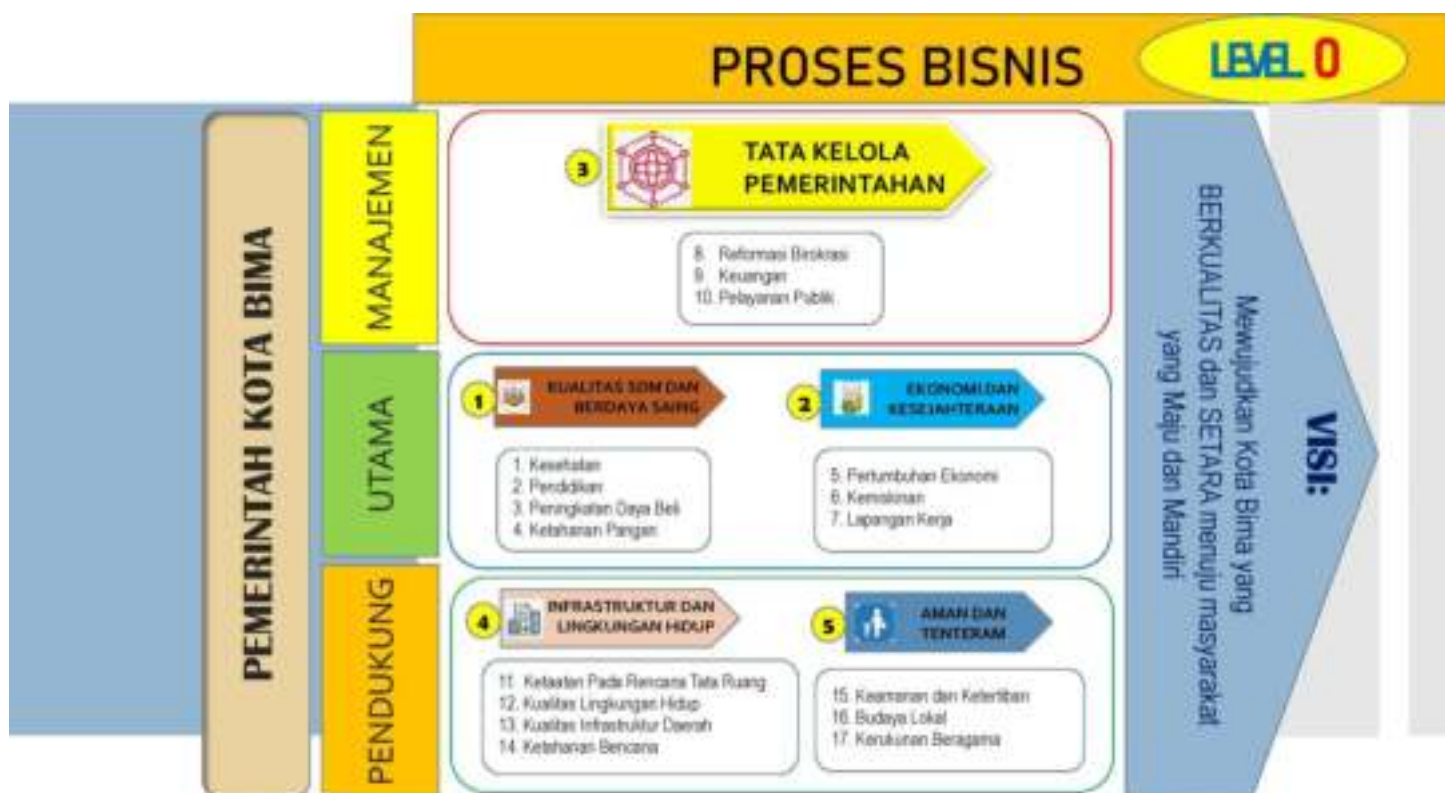 PROSES BISNIS
LEVEL 0
PEMERINTAH KOTA BIMA
MANAJEMEN
3
TATA KELOLA
PEMERINTAHAN
8. Reformasi Birokrasi
9. Keuangan
10. Pelayanan Publik
UTAMA
1
KUALITAS SDM DAN
BERDAYA SAING
1. Kesehatan
2. Pendidikan
3. Peningkatan Daya Beli
4. Ketahanan Pangan
2
EKONOMI DAN
KESEJAHTERAAN
5. Pertumbuhan Ekonomi
6. Kemiskinan
7. Lapangan Kerja
PENDUKUNG
4
INFRASTRUKTUR DAN
LINGKUNGAN HIDUP
11. Ketaatan Pada Rencana Tata Ruang
12. Kualitas Lingkungan Hidup
13. Kualitas Infrastruktur Daerah
14. Ketahanan Bencana
5
AMAN DAN
TENTERAM
15. Keamanan dan Ketertiban
16. Budaya Lokal
17. Kerukunan Beragama
VISI:
Mewujudkan Kota Bima yang
BERKUALITAS dan SETARA menuju masyarakat
yang Maju dan Mandiri